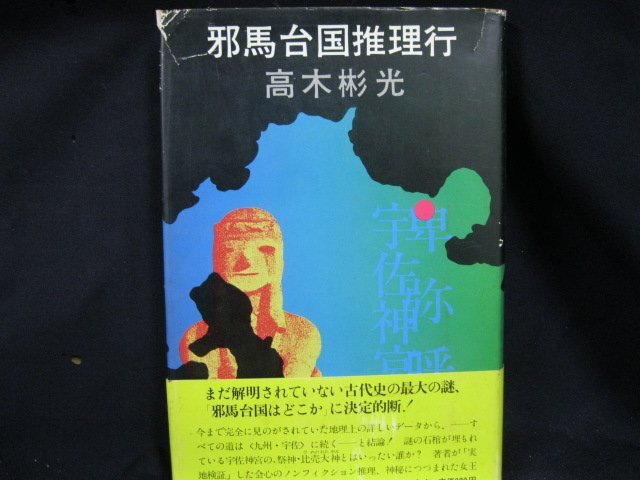 邪馬台国推理行
高木彬光
卑弥呼
宇佐神宮
まだ解明されていない古代史の最大の謎、
「邪馬台国はどこか」に決定的断!
今まで完全に見のがされていた地理上の詳しいデータから、――す
べての道は〈九州・宇佐〉に続く――と結論! 謎の石棺が埋もれ
ている宇佐神宮の、祭神・比売大神とはいったい誰か? 著者が「実
地検証」した会心のノンフィクション推理、神秘につつまれた女王